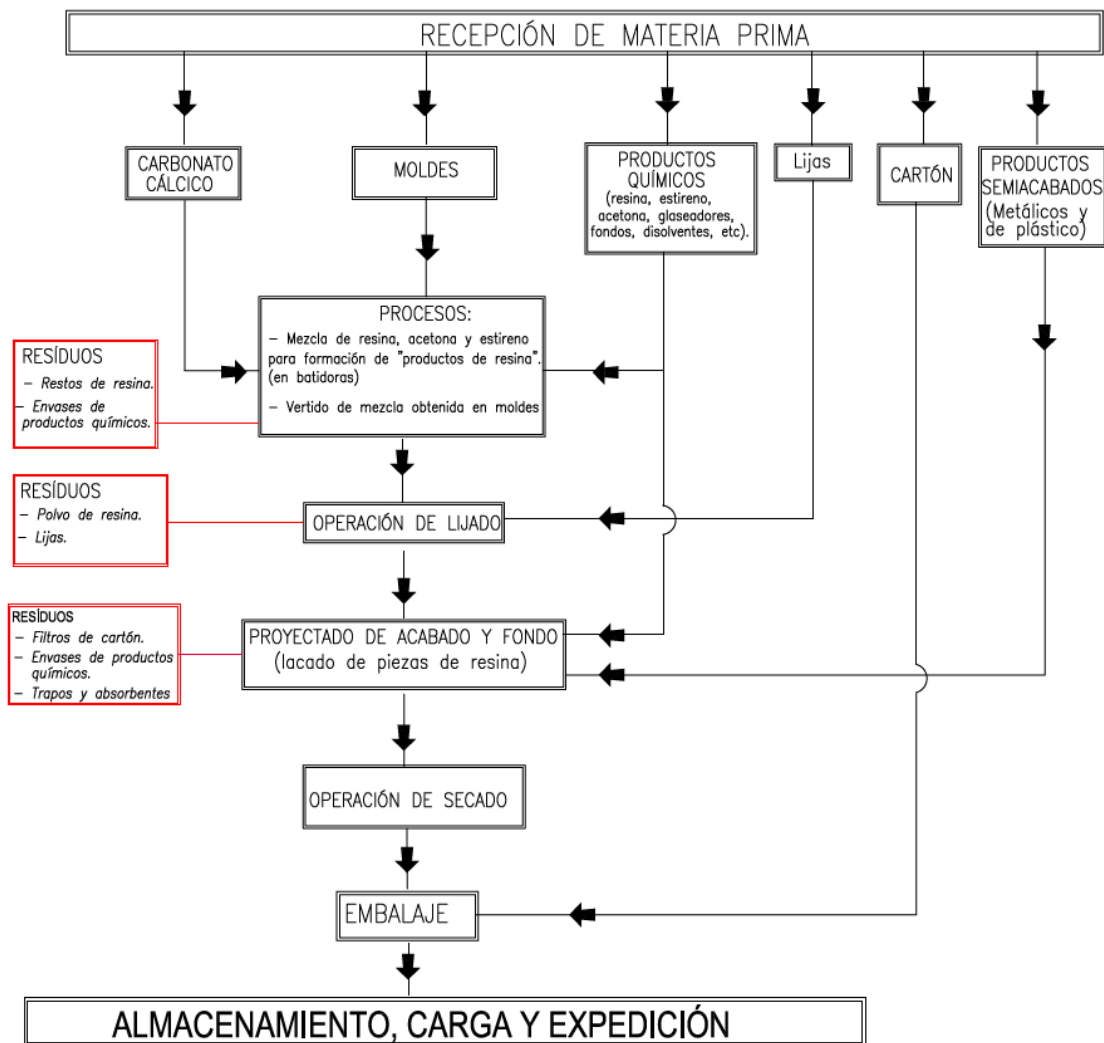 RECEPCIÓN DE MATERIA PRIMA
CARBONATO
CÁLCICO
MOLDES
PRODUCTOS
QUÍMICOS
(resina, estireno,
acetona, glaseadores,
fondos, disolventes, etc).
Lijas
CARTÓN
PRODUCTOS
SEMIACABADOS
(Metálicos y
de plástico)
PROCESOS:
– Mezcla de resina, acetona y estireno
para formación de "productos de resina".
(en batidoras)
– Vertido de mezcla obtenida en moldes
RESÍDUOS
– Restos de resina.
– Envases de
productos químicos.
RESÍDUOS
– Polvo de resina.
– Lijas.
OPERACIÓN DE LIJADO
RESÍDUOS
– Filtros de cartón.
– Envases de productos
químicos.
– Trapos y absorbentes
PROYECTADO DE ACABADO Y FONDO
(lacado de piezas de resina)
OPERACIÓN DE SECADO
EMBALAJE
ALMACENAMIENTO, CARGA Y EXPEDICIÓN